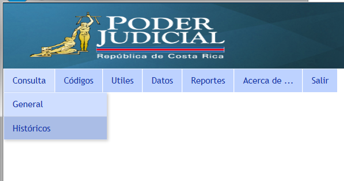 PODER
JUDICIAL
República de Costa Rica
Consulta Códigos Utiles Datos Reportes Acerca de ... Salir
General
Históricos